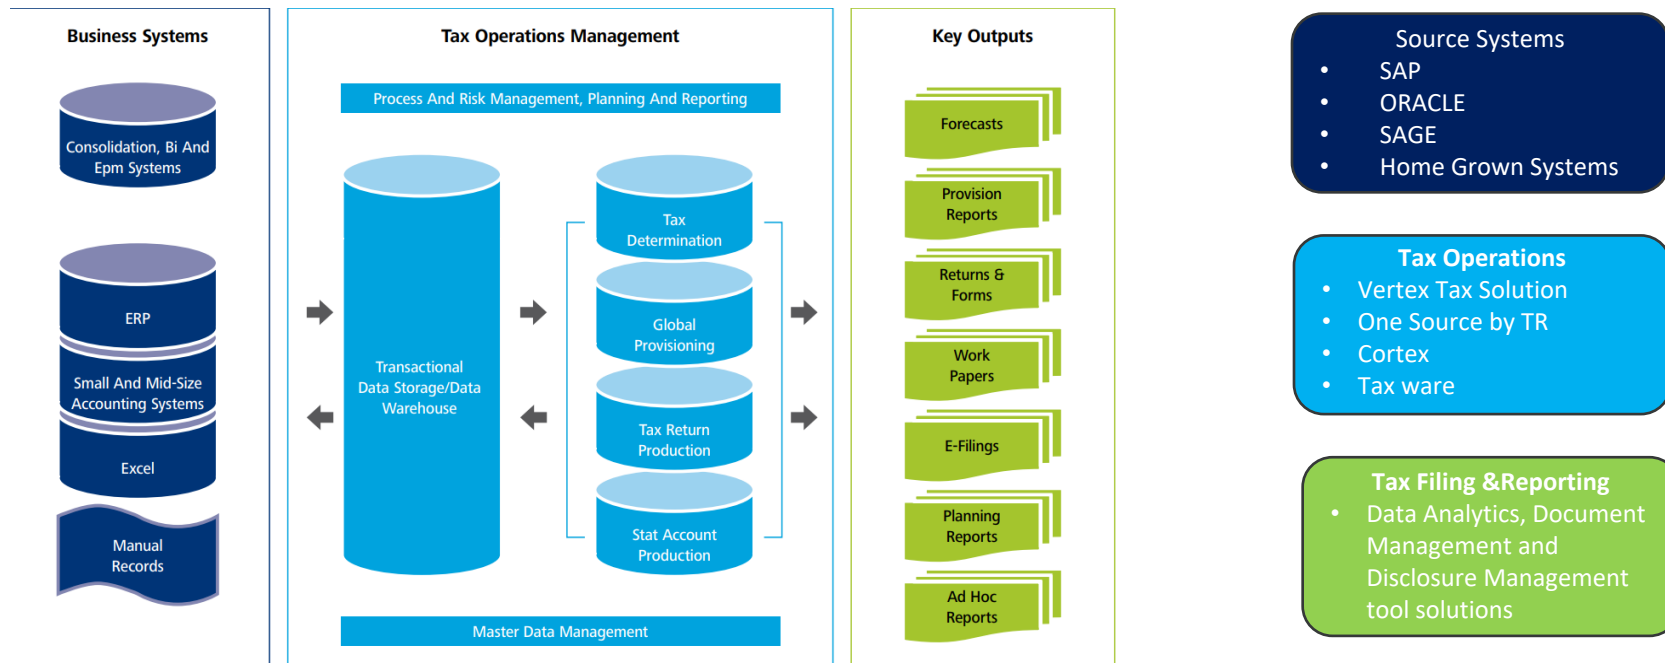 Business Systems
Consolidation, Bi And
Epm Systems
ERP
Small And Mid-Size
Accounting Systems
Excel
Manual
Records
Tax Operations Management
Process And Risk Management, Planning And Reporting
Transactional
Data Storage/Data
Warehouse
Tax
Determination
Global
Provisioning
Tax Return
Production
Stat Account
Production
Master Data Management
Key Outputs
Forecasts
Provision
Reports
Returns &
Forms
Work
Papers
E-Filings
Planning
Reports
Ad Hoc
Reports
Source Systems
• SAP
• ORACLE
• SAGE
• Home Grown Systems
Tax Operations
• Vertex Tax Solution
• One Source by TR
• Cortex
• Tax ware
Tax Filing &Reporting
• Data Analytics, Document
Management and
Disclosure Management
tool solutions